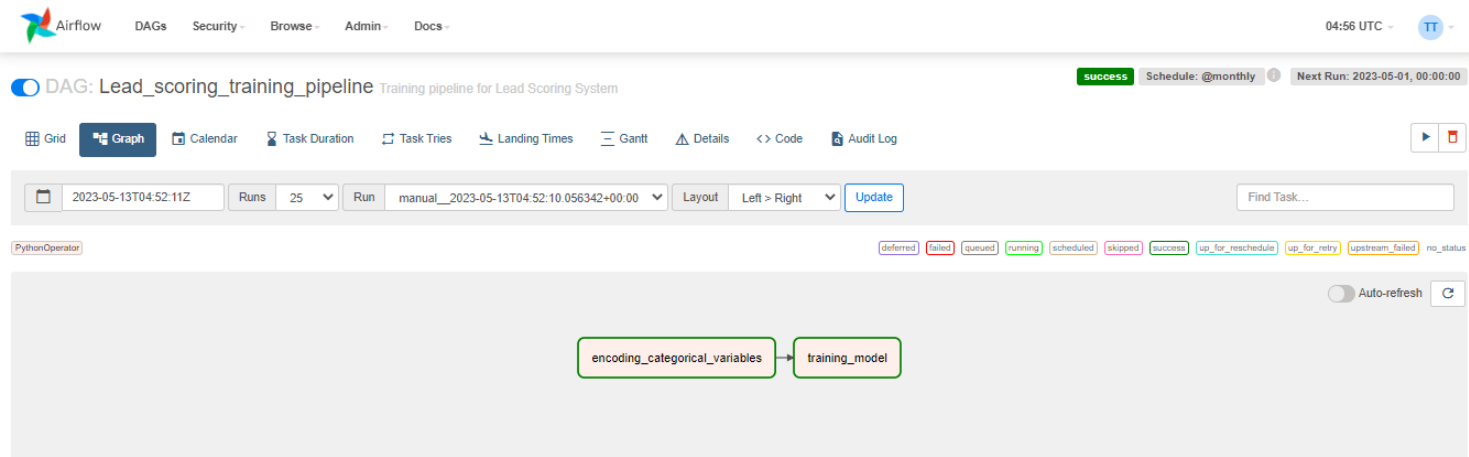 Airflow DAGs Security Browse Admin Docs 04:56 UTC TT
DAG: Lead_scoring_training_pipeline Training pipeline for Lead Scoring System success Schedule: @monthly Next Run: 2023-05-01, 00:00:00
Grid Graph Calendar Task Duration Task Tries Landing Times Gantt Details <> Code Audit Log
2023-05-13T04:52:11Z Runs 25 Run manual__2023-05-13T04:52:10.056342+00:00 Layout Left > Right Update Find Task...
PythonOperator deferred failed queued running scheduled skipped success up_for_reschedule up_for_retry upstream_failed no_status
Auto-refresh
encoding_categorical_variables training_model